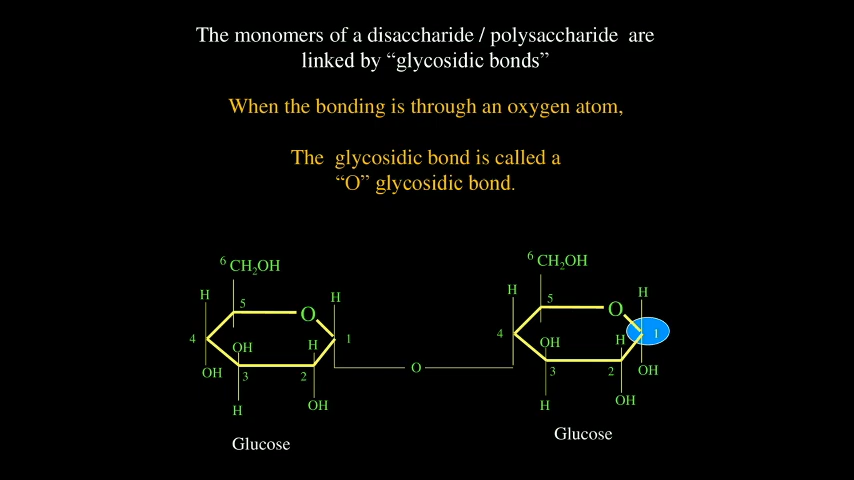 The monomers of a disaccharide / polysaccharide are
linked by “glycosidic bonds”
When the bonding is through an oxygen atom,
The glycosidic bond is called a
“O” glycosidic bond.
6 CH2OH
H
5
O
H
4
1
OH
H
OH
3
2
H
OH
Glucose
O
6 CH2OH
H
5
O
H
4
1
OH
H
3
2
OH
H
OH
Glucose